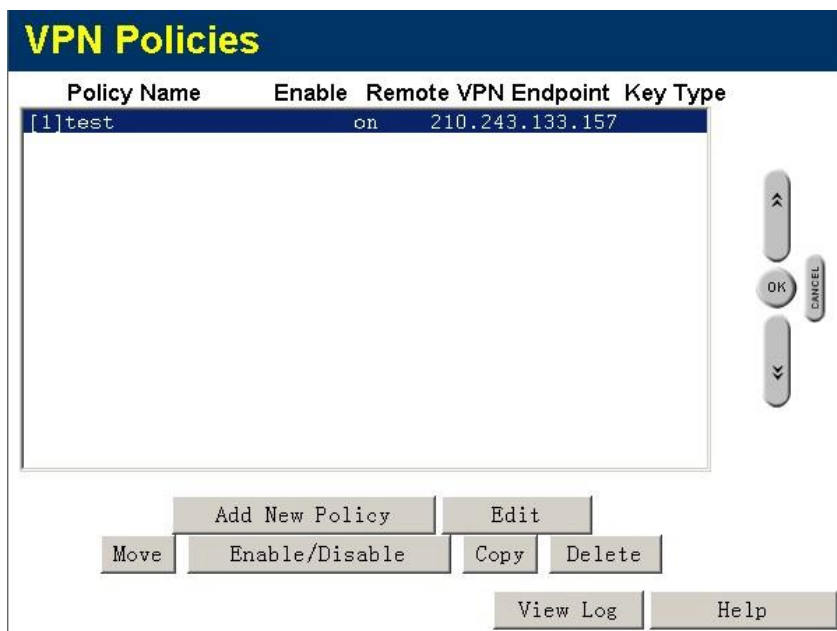 VPN Policies
Policy Name Enable Remote VPN Endpoint Key Type
[1]test on 210.243.133.157
OK CANCEL
Add New Policy Edit
Move Enable/Disable Copy Delete
View Log Help